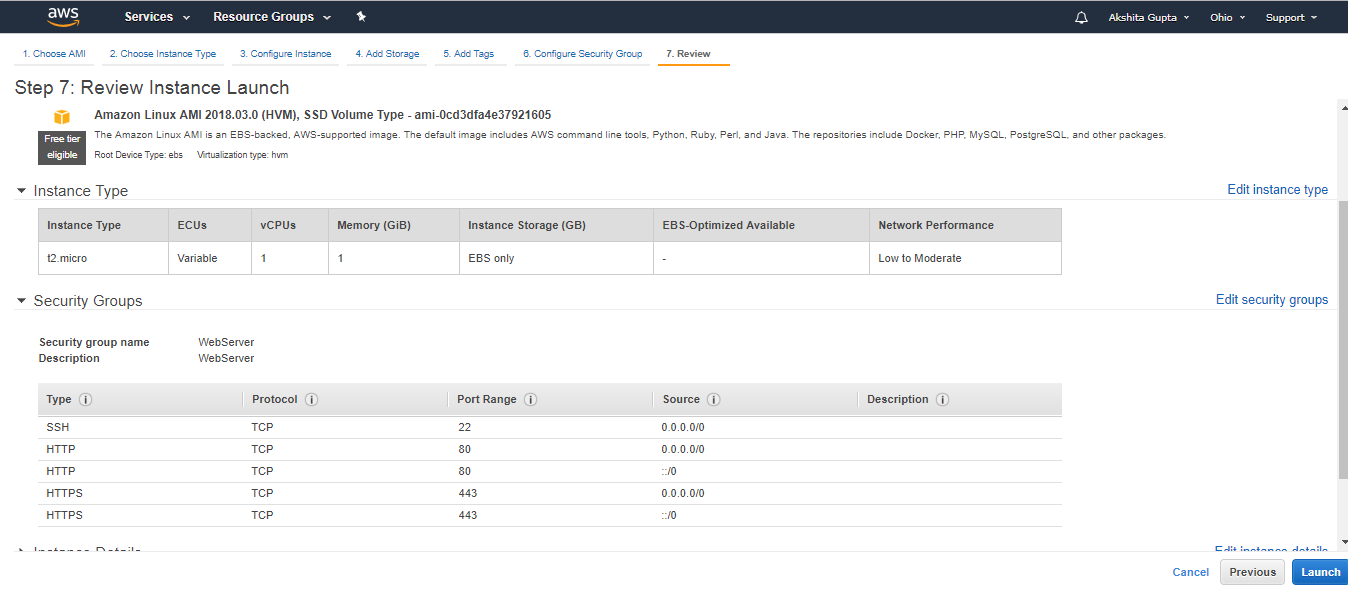 aws Services Resource Groups Akshita Gupta Ohio Support
1. Choose AMI 2. Choose Instance Type 3. Configure Instance 4. Add Storage 5. Add Tags 6. Configure Security Group 7. Review
Step 7: Review Instance Launch
Amazon Linux AMI 2018.03.0 (HVM), SSD Volume Type - ami-0cd3dfa4e37921605
Free tier eligible
The Amazon Linux AMI is an EBS-backed, AWS-supported image. The default image includes AWS command line tools, Python, Ruby, Perl, and Java. The repositories include Docker, PHP, MySQL, PostgreSQL, and other packages.
Root Device Type: ebs Virtualization type: hvm
Instance Type Edit instance type
Instance Type ECUs vCPUs Memory (GiB) Instance Storage (GB) EBS-Optimized Available Network Performance
t2.micro Variable 1 1 EBS only - Low to Moderate
Security Groups Edit security groups
Security group name WebServer
Description WebServer
Type Protocol Port Range Source Description
SSH TCP 22 0.0.0.0/0
HTTP TCP 80 0.0.0.0/0
HTTP TCP 80 ::/0
HTTPS TCP 443 0.0.0.0/0
HTTPS TCP 443 ::/0
Instance Details Edit instance details
Cancel Previous Launch